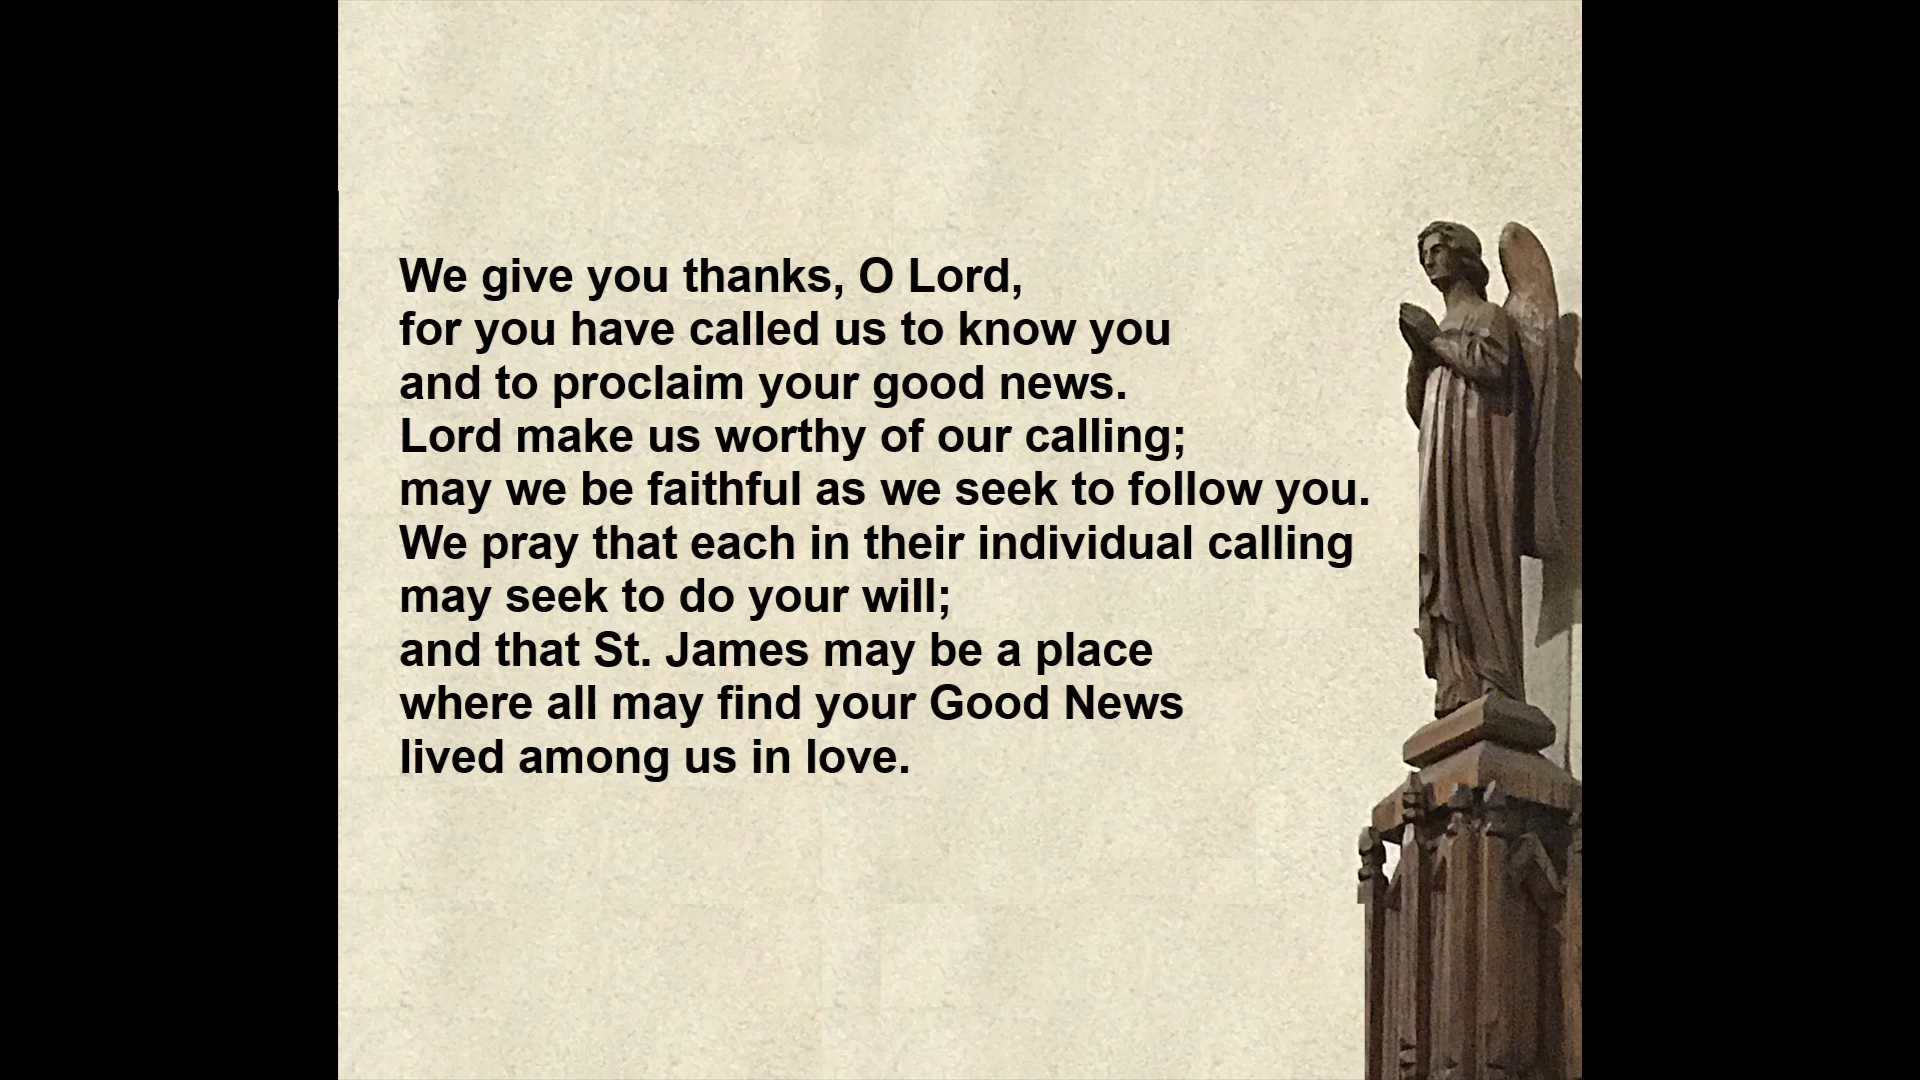 We give you thanks, O Lord,
for you have called us to know you
and to proclaim your good news.
Lord make us worthy of our calling;
may we be faithful as we seek to follow you.
We pray that each in their individual calling
may seek to do your will;
and that St. James may be a place
where all may find your Good News
lived among us in love.